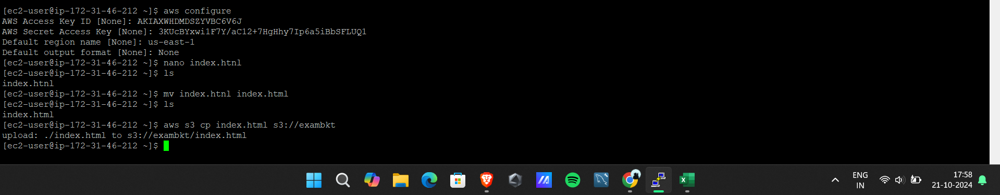 [ec2-user@ip-172-31-46-212 ~]$ aws configure
AWS Access Key ID [None]: AKIAXWHDMDSZYVBC6V6J
AWS Secret Access Key [None]: 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
Default region name [None]: us-east-1
Default output format [None]: None
[ec2-user@ip-172-31-46-212 ~]$ nano index.htnl
[ec2-user@ip-172-31-46-212 ~]$ ls
index.htnl
[ec2-user@ip-172-31-46-212 ~]$ mv index.htnl index.html
[ec2-user@ip-172-31-46-212 ~]$ ls
index.html
[ec2-user@ip-172-31-46-212 ~]$ aws s3 cp index.html s3://exambkt
upload: ./index.html to s3://exambkt/index.html
[ec2-user@ip-172-31-46-212 ~]$
ENG
IN
17:58
21-10-2024